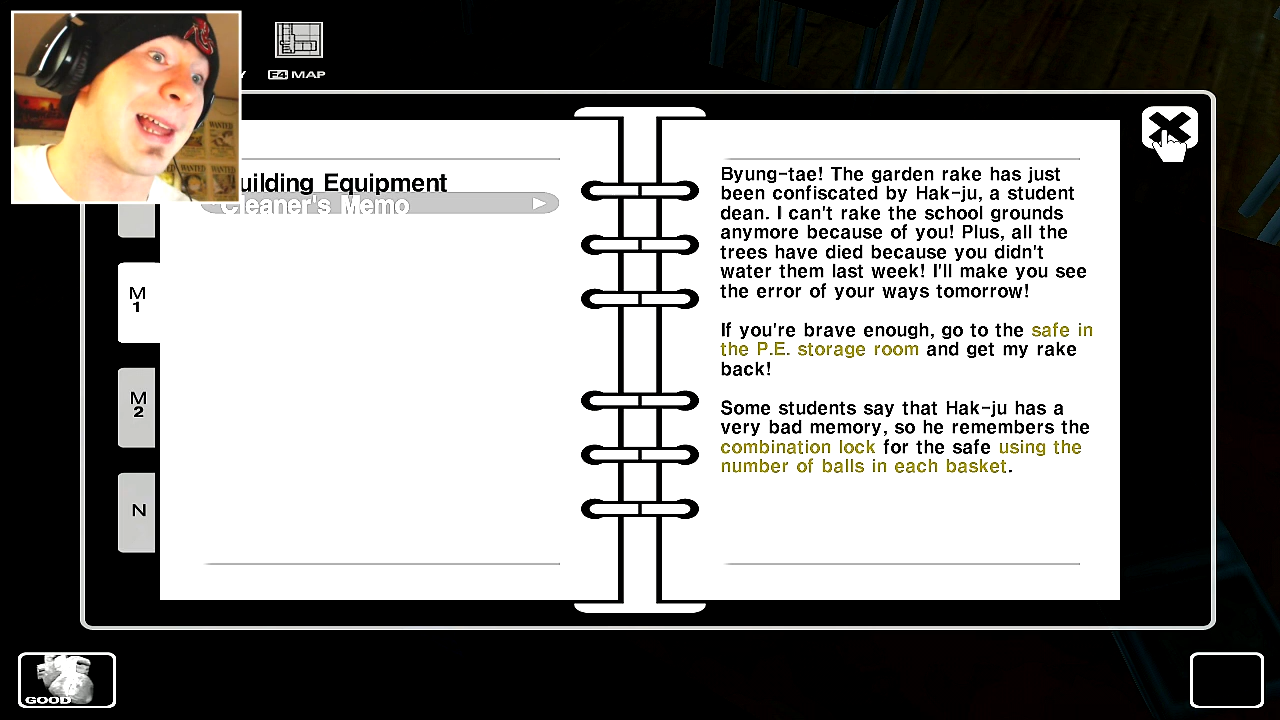 Y
F4 MAP
uilding Equipment
Cleaner's Memo
M
1
M
2
N
Byung-tae! The garden rake has just
been confiscated by Hak-ju, a student
dean. I can't rake the school grounds
anymore because of you! Plus, all the
trees have died because you didn't
water them last week! I'll make you see
the error of your ways tomorrow!
If you're brave enough, go to the safe in
the P.E. storage room and get my rake
back!
Some students say that Hak-ju has a
very bad memory, so he remembers the
combination lock for the safe using the
number of balls in each basket.
GOOD